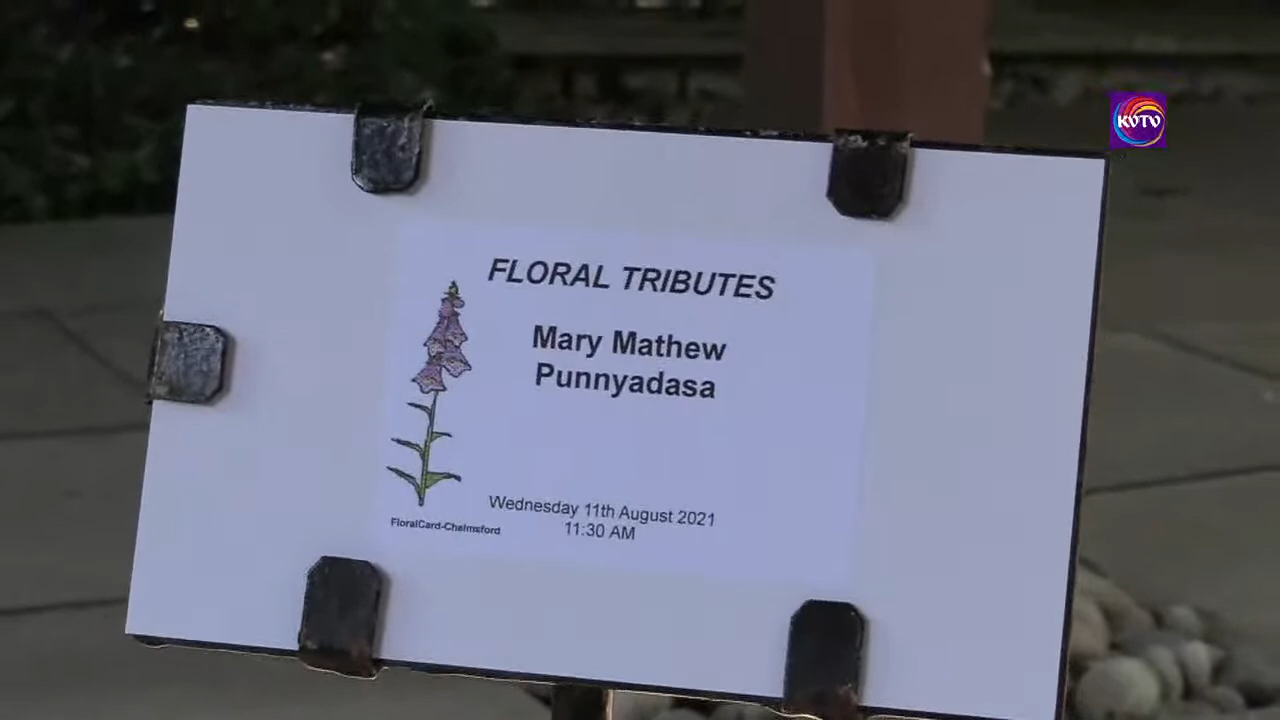 KVTV
FLORAL TRIBUTES
Mary Mathew
Punnyadasa
Wednesday 11th August 2021
11:30 AM
FloralCard-Chelmsford